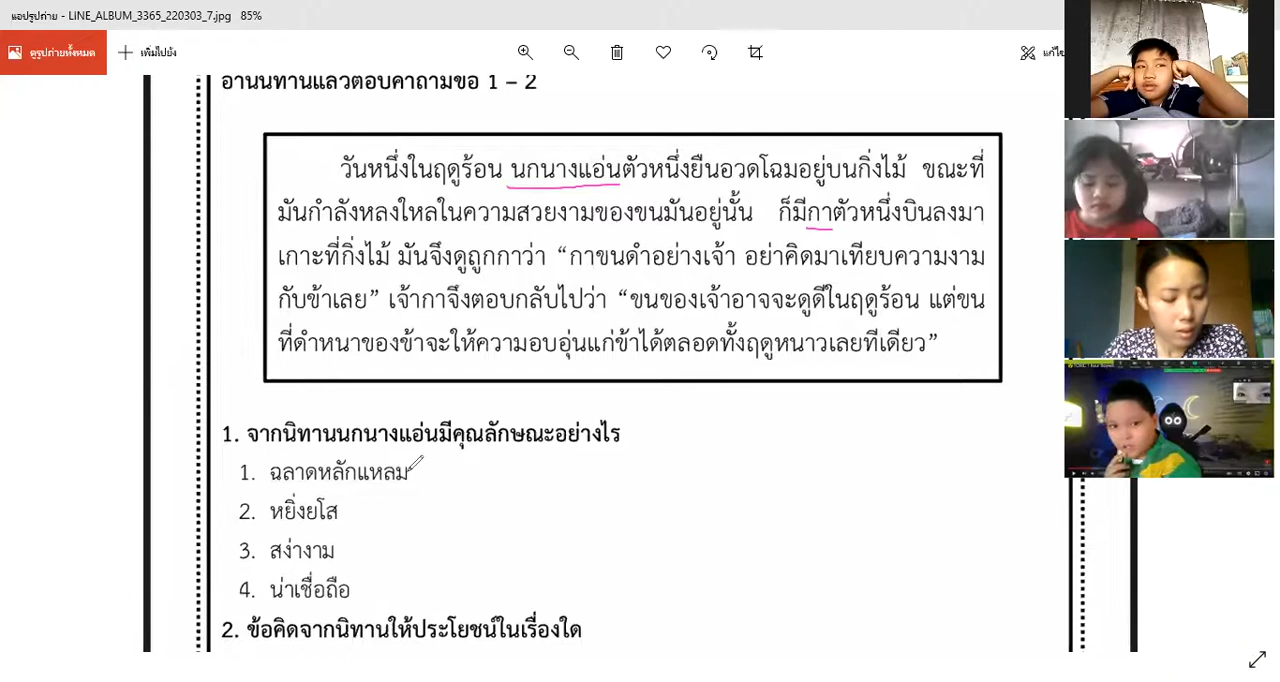 แอปรูปถ่าย - LINE_ALBUM_3365_220303_7.jpg 85%
ดูรูปถ่ายทั้งหมด
เพิ่มไปยัง
แก้ไข
อ่านนิทานแล้วตอบคำถามข้อ 1 – 2
วันหนึ่งในฤดูร้อน นกนางแอ่นตัวหนึ่งยืนอวดโฉมอยู่บนกิ่งไม้ ขณะที่
มันกำลังหลงใหลในความสวยงามของขนมันอยู่นั้น ก็มีกาตัวหนึ่งบินลงมา
เกาะที่กิ่งไม้ มันจึงดูถูกกาว่า “กาขนดำอย่างเจ้า อย่าคิดมาเทียบความงาม
กับข้าเลย” เจ้ากาจึงตอบกลับไปว่า “ขนของเจ้าอาจจะดูดีในฤดูร้อน แต่ขน
ที่ดำหนาของข้าจะให้ความอบอุ่นแก่ข้าได้ตลอดทั้งฤดูหนาวเลยทีเดียว”
1. จากนิทานนกนางแอ่นมีคุณลักษณะอย่างไร
1. ฉลาดหลักแหลม
2. หยิ่งยโส
3. สง่างาม
4. น่าเชื่อถือ
2. ข้อคิดจากนิทานให้ประโยชน์ในเรื่องใด